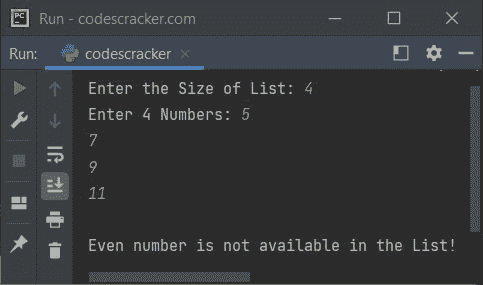 PC
Run - codescracker.com
Run: codescracker
Enter the Size of List: 4
Enter 4 Numbers: 5
7
9
11
Even number is not available in the List!